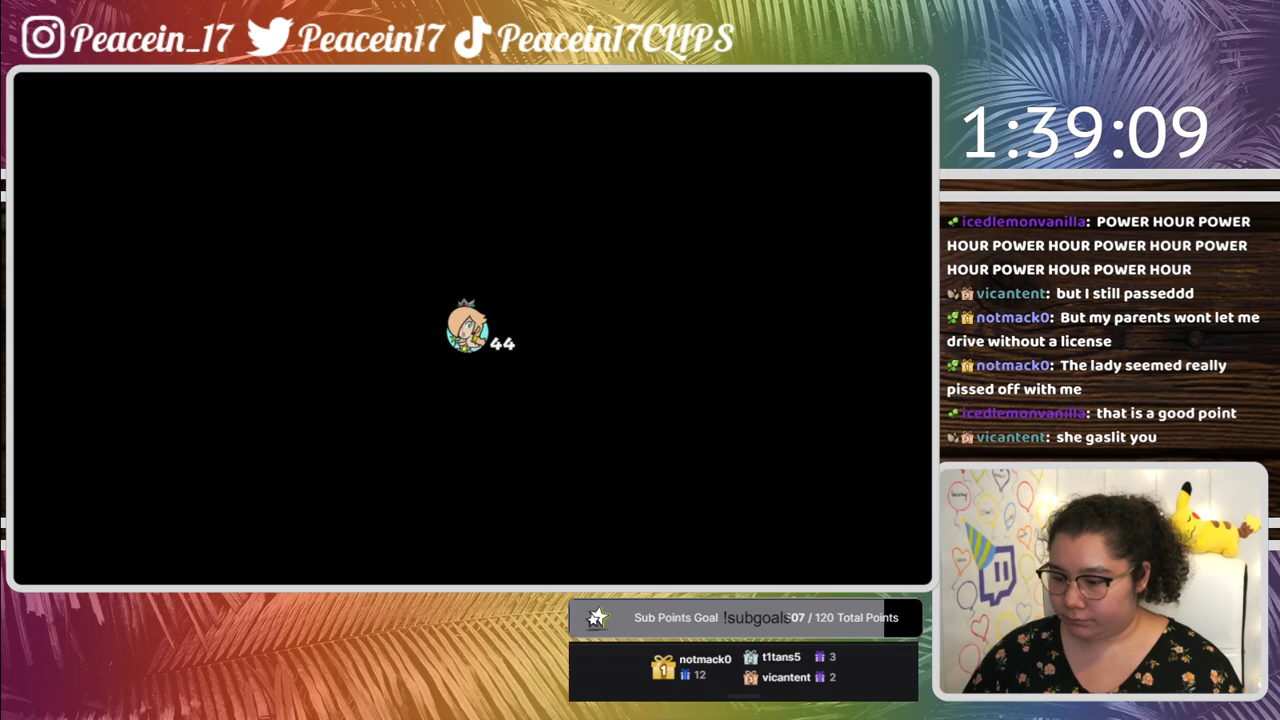 Peacein_17 Peacein17 Peacein17CLIPS
1:39:09
44
icedlemonvanilla: POWER HOUR POWER
HOUR POWER HOUR POWER HOUR POWER
HOUR POWER HOUR POWER HOUR
vicantent: but I still passeddd
notmack0: But my parents wont let me
drive without a license
notmack0: The lady seemed really
pissed off with me
icedlemonvanilla: that is a good point
vicantent: she gaslit you
Sub Points Goal !subgoals 07 / 120 Total Points
1 notmack0 12
2 t1tans5 3
3 vicantent 2